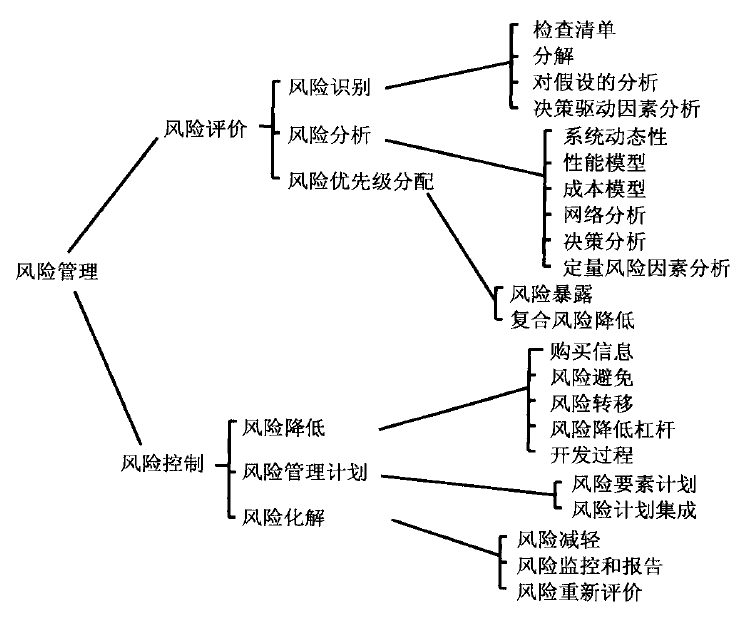 检查清单
分解
对假设的分析
决策驱动因素分析
风险识别
风险评价
风险分析
风险优先级分配
系统动态性
性能模型
成本模型
网络分析
决策分析
定量风险因素分析
风险暴露
复合风险降低
风险管理
购买信息
风险避免
风险转移
风险降低杠杆
开发过程
风险降低
风险控制
风险管理计划
风险化解
风险要素计划
风险计划集成
风险减轻
风险监控和报告
风险重新评价